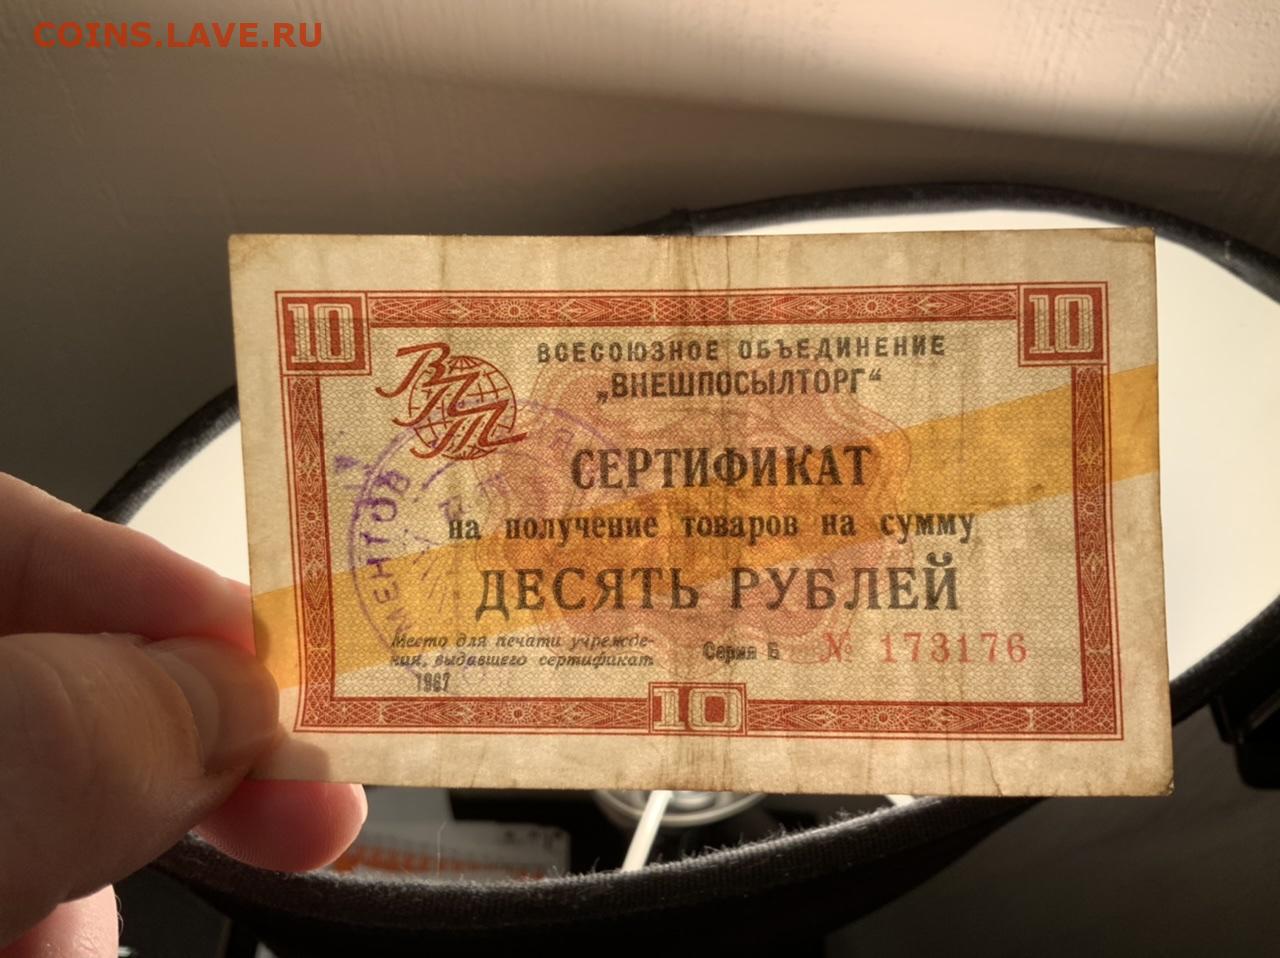 COINS.LAVE.RU
10 10
ВПТ
ВСЕСОЮЗНОЕ ОБЪЕДИНЕНИЕ
„ВНЕШПОСЫЛТОРГ“
СЕРТИФИКАТ
на получение товаров на сумму
ДЕСЯТЬ РУБЛЕЙ
Место для печати учрежде-
ния, выдавшего сертификат
Серия Б № 173176
1967
10